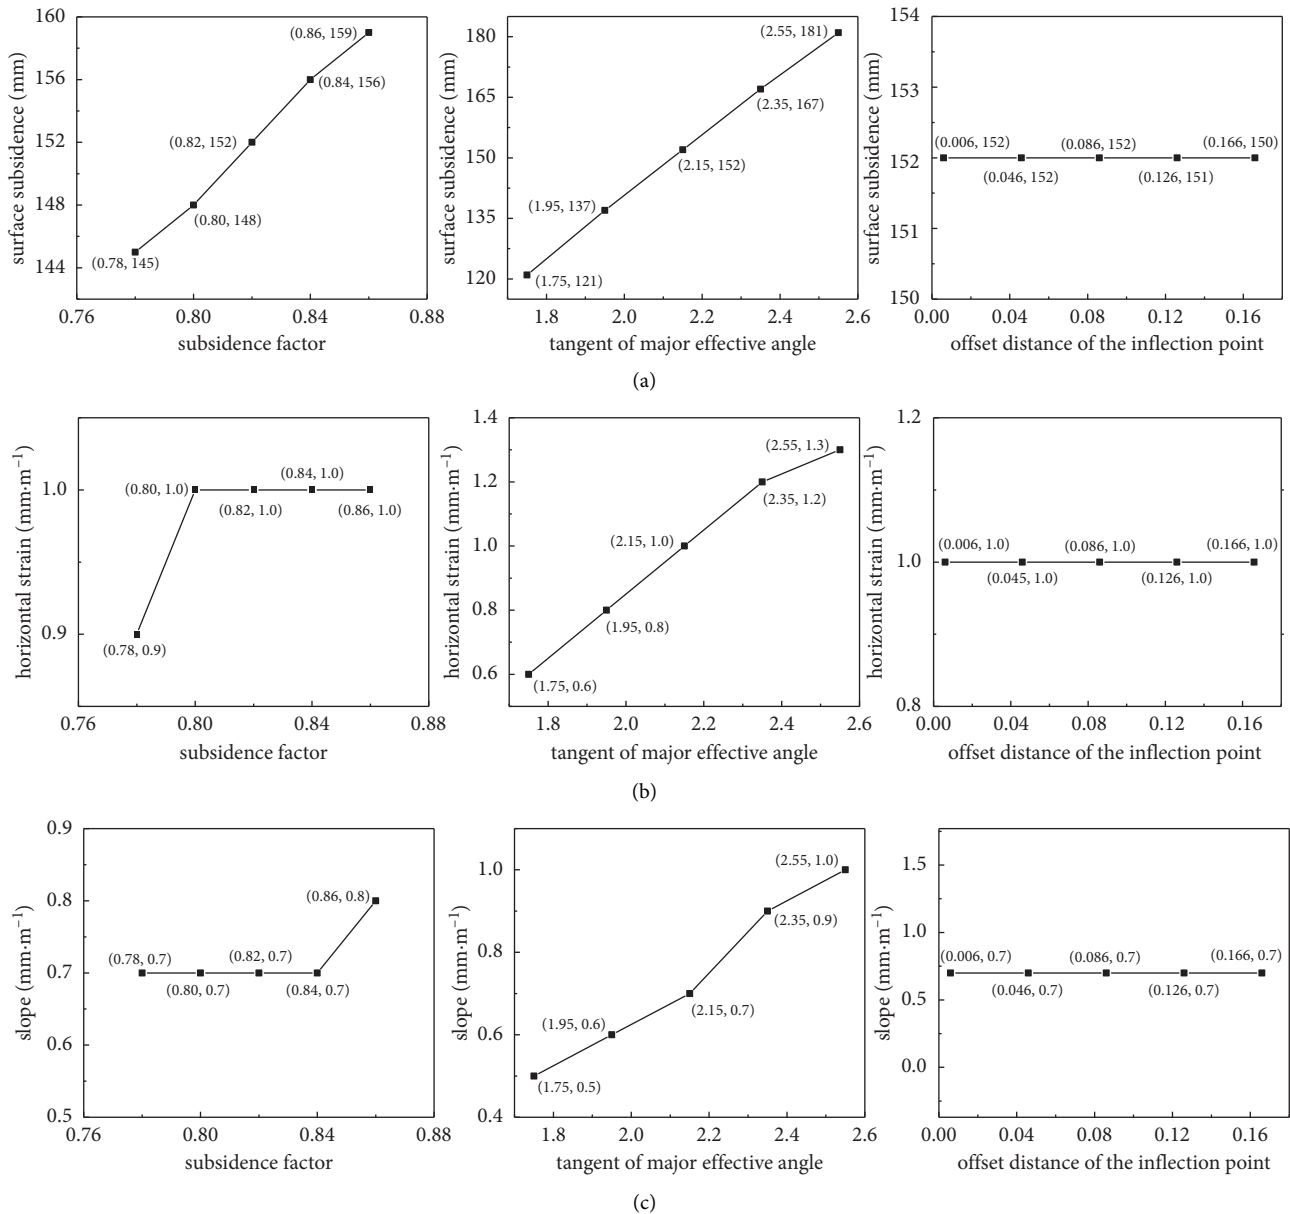 160
156
152
148
144
surface subsidence (mm)
(0.86, 159)
(0.84, 156)
(0.82, 152)
(0.80, 148)
(0.78, 145)
0.76 0.80 0.84 0.88
subsidence factor
180
165
150
135
120
surface subsidence (mm)
(2.55, 181)
(2.35, 167)
(2.15, 152)
(1.95, 137)
(1.75, 121)
1.8 2.0 2.2 2.4 2.6
tangent of major effective angle
154
153
152
151
150
surface subsidence (mm)
(0.006, 152) (0.086, 152) (0.166, 150)
(0.046, 152) (0.126, 151)
0.00 0.04 0.08 0.12 0.16
offset distance of the inflection point
(a)
1.0
0.9
horizontal strain (mm·m⁻¹)
(0.84, 1.0)
(0.80, 1.0)
(0.82, 1.0) (0.86, 1.0)
(0.78, 0.9)
0.76 0.80 0.84 0.88
subsidence factor
1.4
1.2
1.0
0.8
0.6
horizontal strain (mm·m⁻¹)
(2.55, 1.3)
(2.35, 1.2)
(2.15, 1.0)
(1.95, 0.8)
(1.75, 0.6)
1.8 2.0 2.2 2.4 2.6
tangent of major effective angle
1.2
1.0
0.8
horizontal strain (mm·m⁻¹)
(0.006, 1.0) (0.086, 1.0) (0.166, 1.0)
(0.045, 1.0) (0.126, 1.0)
0.00 0.04 0.08 0.12 0.16
offset distance of the inflection point
(b)
0.9
0.8
0.7
0.6
0.5
slope (mm·m⁻¹)
(0.86, 0.8)
(0.78, 0.7) (0.82, 0.7)
(0.80, 0.7) (0.84, 0.7)
0.76 0.80 0.84 0.88
subsidence factor
1.0
0.8
0.6
0.4
slope (mm·m⁻¹)
(2.55, 1.0)
(2.35, 0.9)
(2.15, 0.7)
(1.95, 0.6)
(1.75, 0.5)
1.8 2.0 2.2 2.4 2.6
tangent of major effective angle
1.5
1.0
0.5
0.0
slope (mm·m⁻¹)
(0.006, 0.7) (0.086, 0.7) (0.166, 0.7)
(0.046, 0.7) (0.126, 0.7)
0.00 0.04 0.08 0.12 0.16
offset distance of the inflection point
(c)